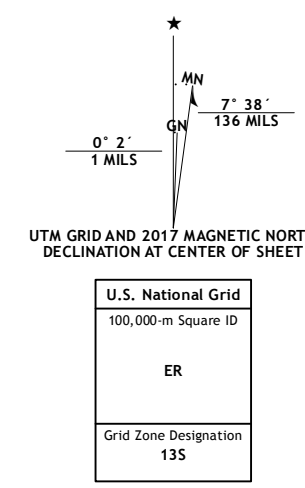 ★
MN
7° 38´
136 MILS
GN
0° 2´
1 MILS
UTM GRID AND 2017 MAGNETIC NORT
DECLINATION AT CENTER OF SHEET
U.S. National Grid
100,000-m Square ID
ER
Grid Zone Designation
13S